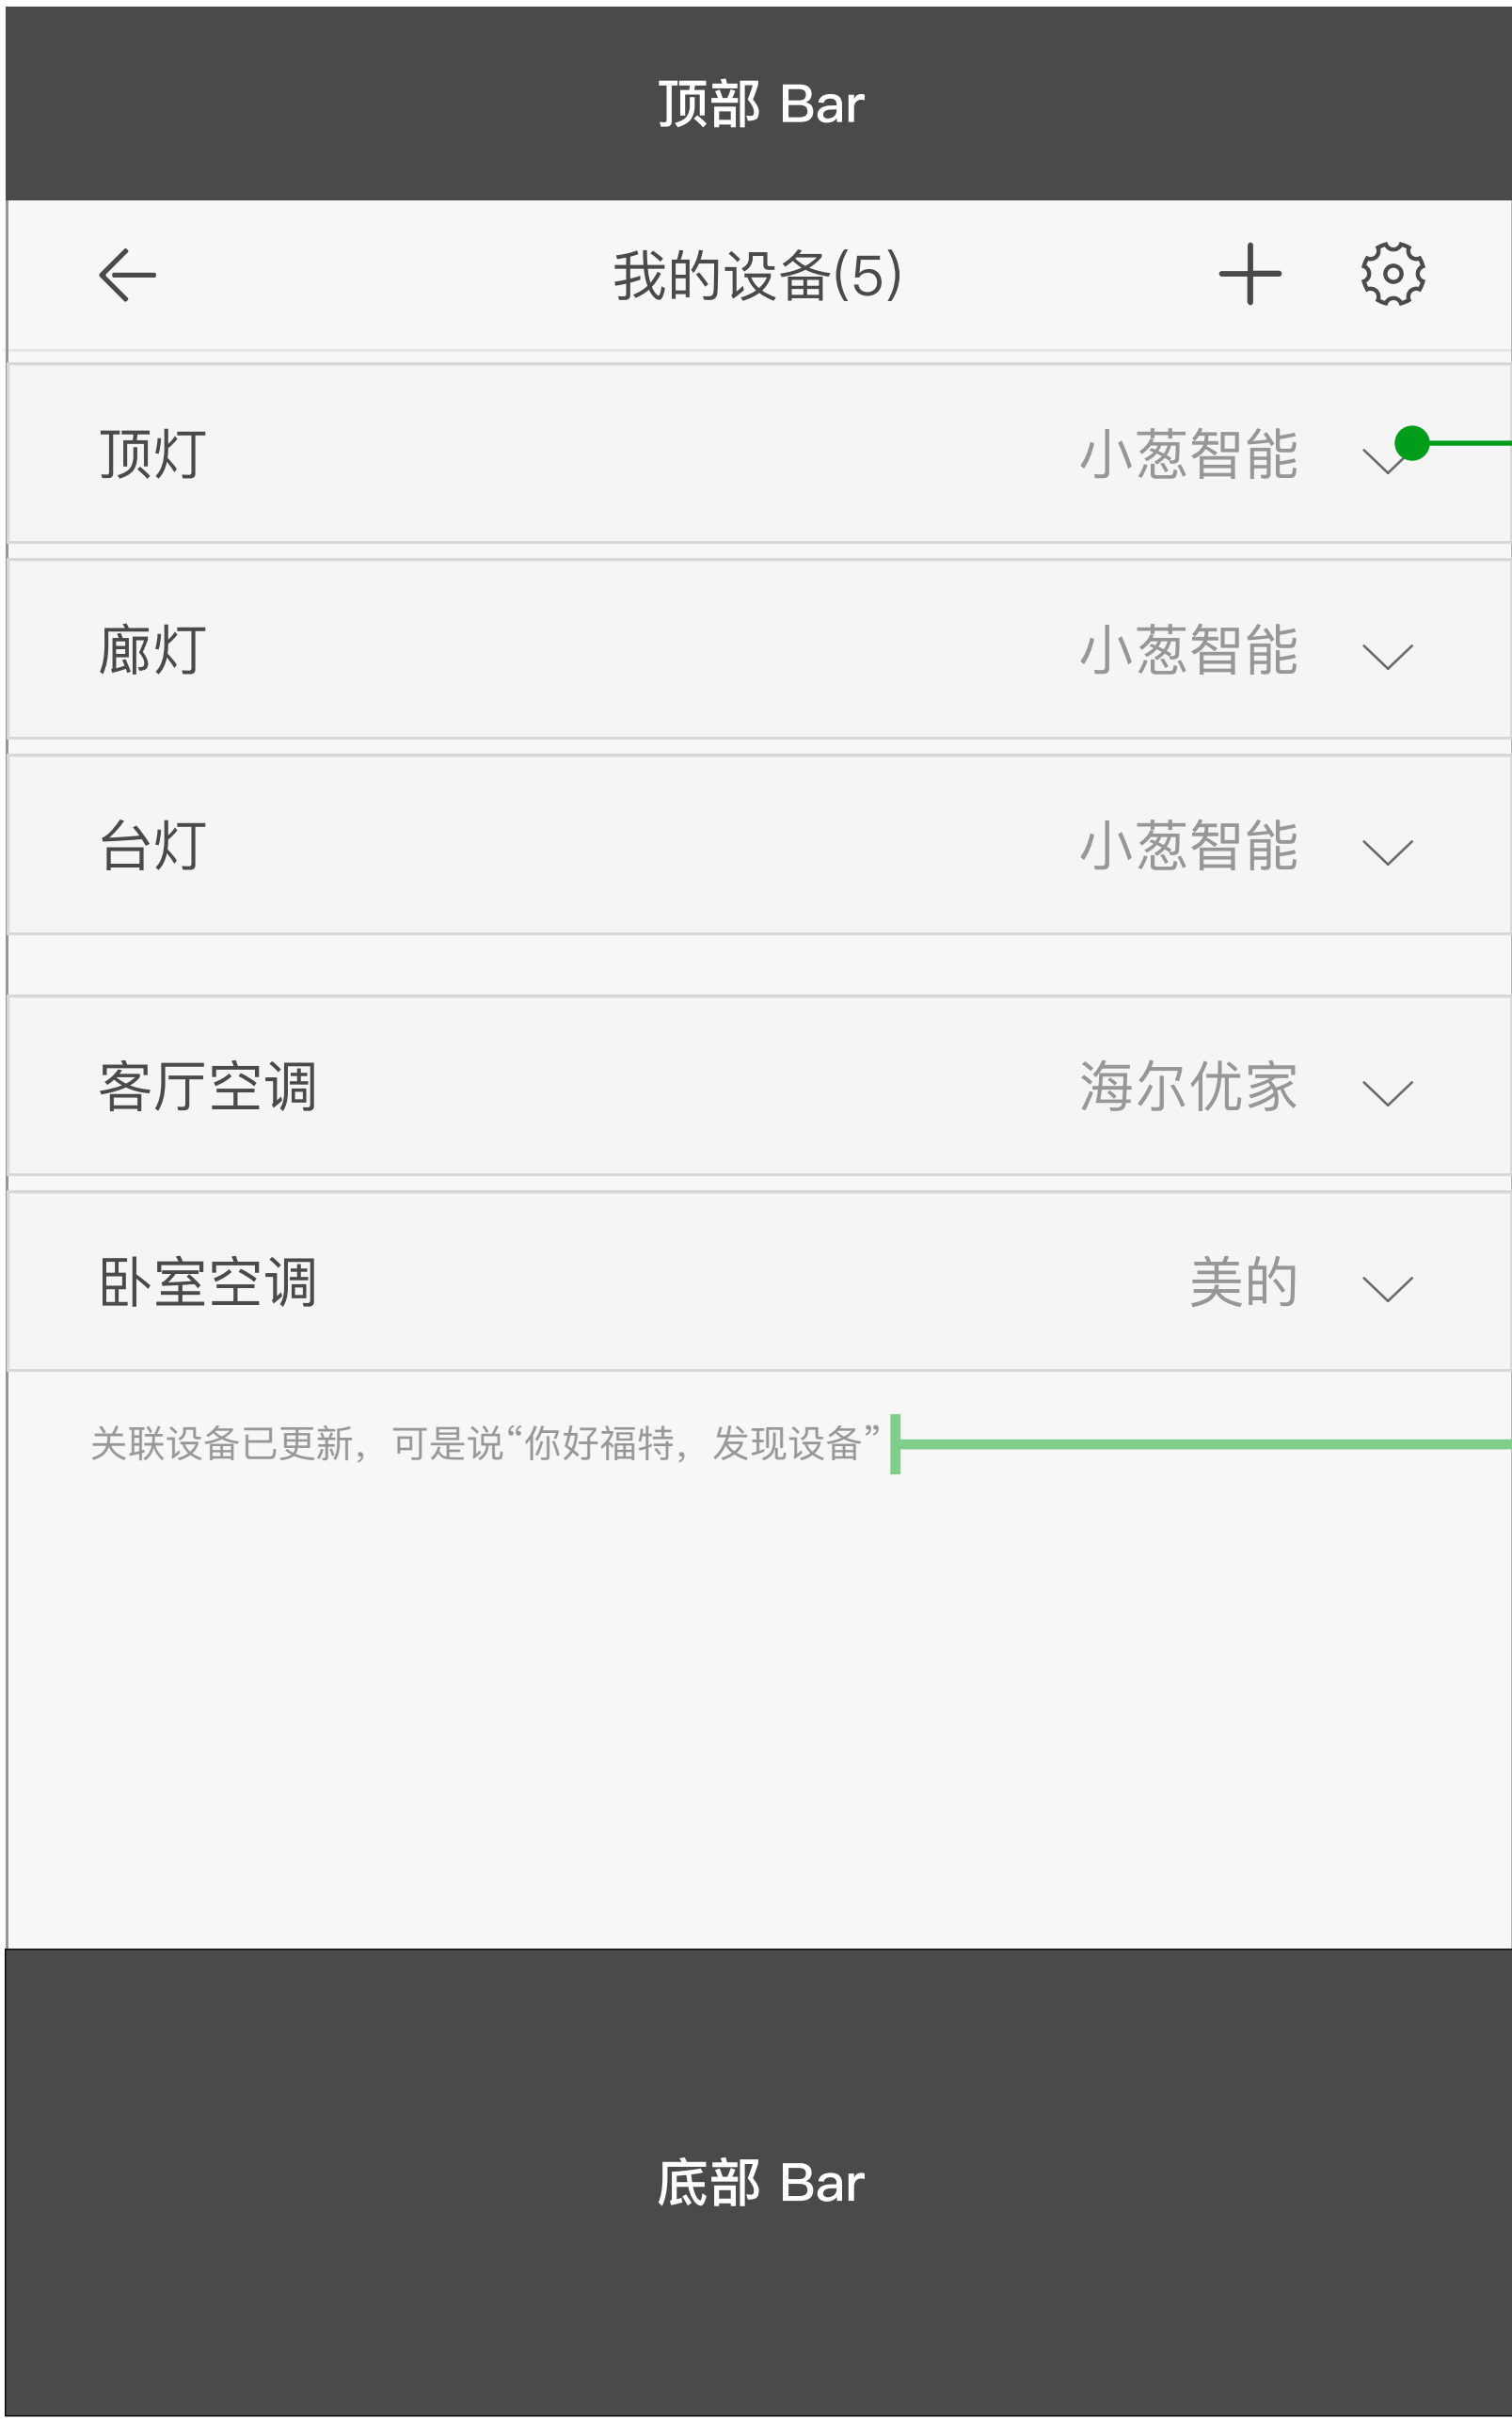 顶部 Bar
我的设备(5)
顶灯 小葱智能
廊灯 小葱智能
台灯 小葱智能
客厅空调 海尔优家
卧室空调 美的
关联设备已更新，可尝说“你好福特，发现设备”
底部 Bar